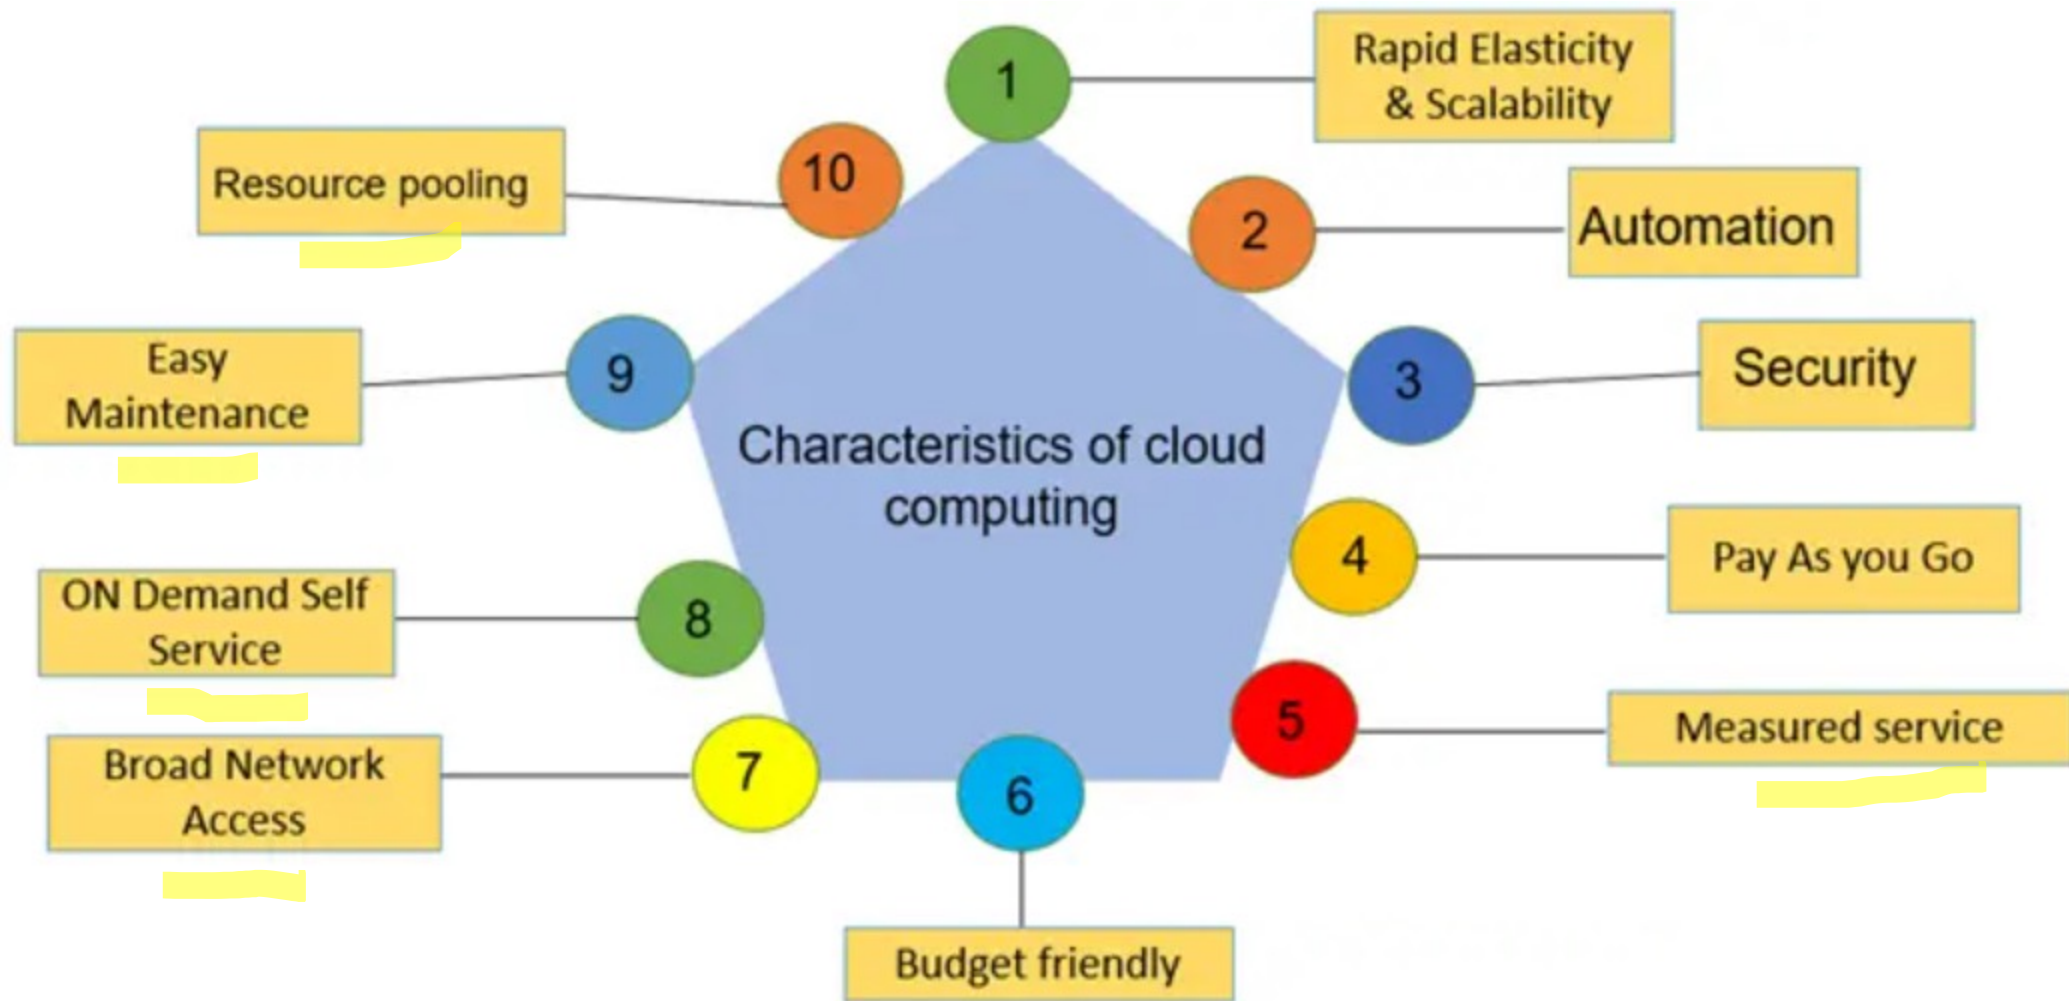 1
Rapid Elasticity
& Scalability
2
Automation
3
Security
4
Pay As you Go
5
Measured service
6
Budget friendly
7
Broad Network
Access
8
ON Demand Self
Service
9
Easy
Maintenance
10
Resource pooling
Characteristics of cloud
computing